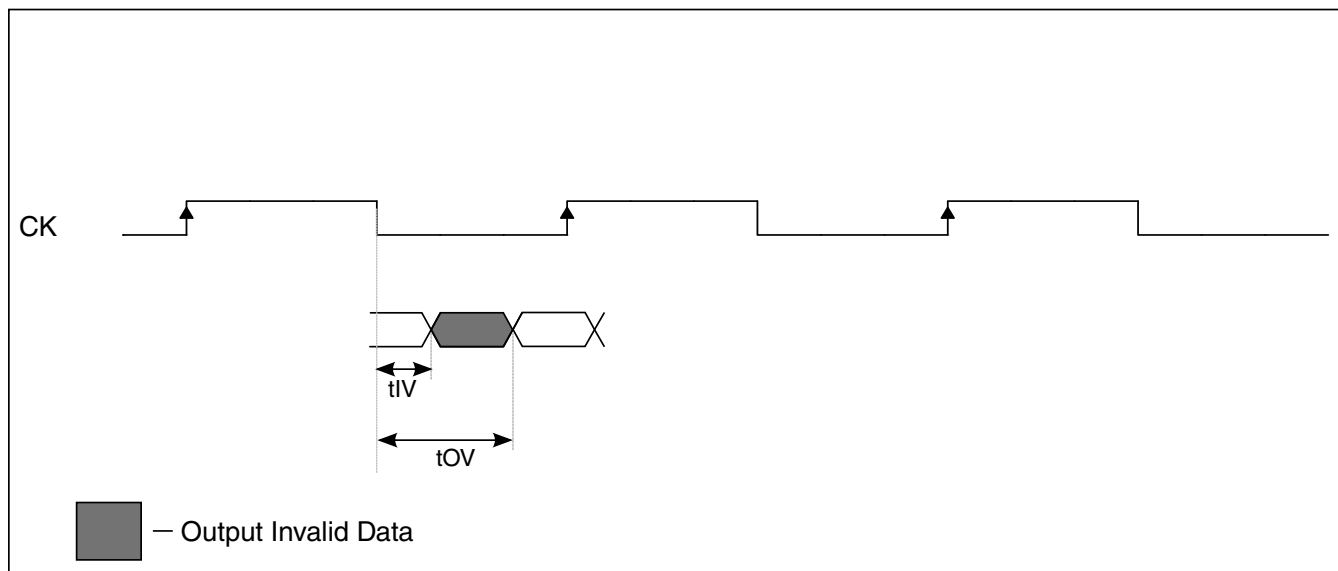 CK
tIV
tOV
— Output Invalid Data